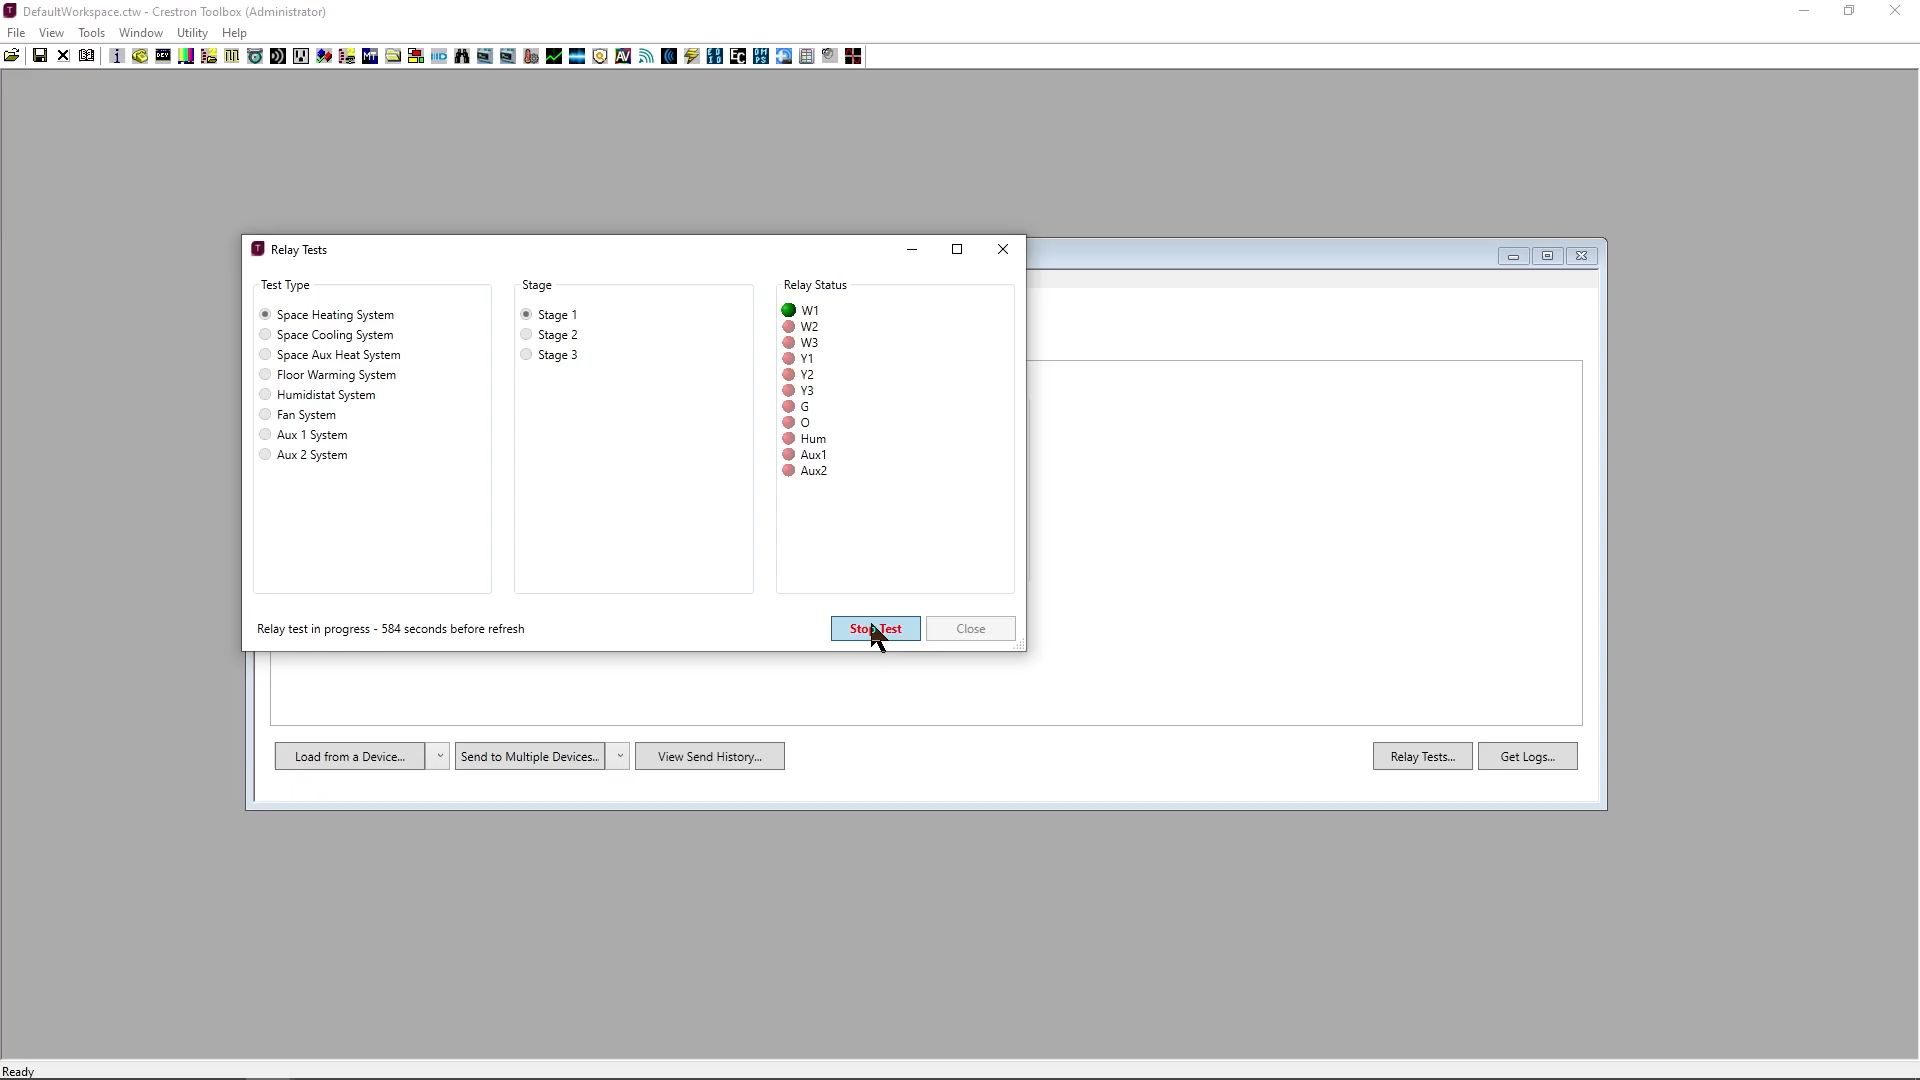 DefaultWorkspace.ctw - Crestron Toolbox (Administrator)
File View Tools Window Utility Help
Relay Tests
Test Type
Space Heating System
Space Cooling System
Space Aux Heat System
Floor Warming System
Humidistat System
Fan System
Aux 1 System
Aux 2 System
Stage
Stage 1
Stage 2
Stage 3
Relay Status
W1
W2
W3
Y1
Y2
Y3
G
O
Hum
Aux1
Aux2
Relay test in progress - 584 seconds before refresh
Stop Test
Close
Load from a Device...
Send to Multiple Devices...
View Send History...
Relay Tests...
Get Logs...
Ready